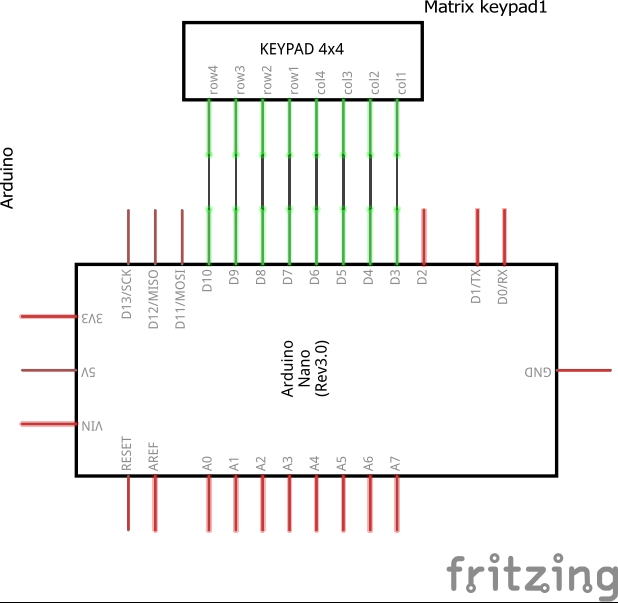 Matrix keypad1
KEYPAD 4x4
row4 row3 row2 row1 col4 col3 col2 col1
Arduino
D13/SCK D12/MISO D11/MOSI D10 D9 D8 D7 D6 D5 D4 D3 D2 D1/TX D0/RX
3V3
5V
VIN
GND
Arduino
Nano
(Rev3.0)
RESET AREF A0 A1 A2 A3 A4 A5 A6 A7
fritzing